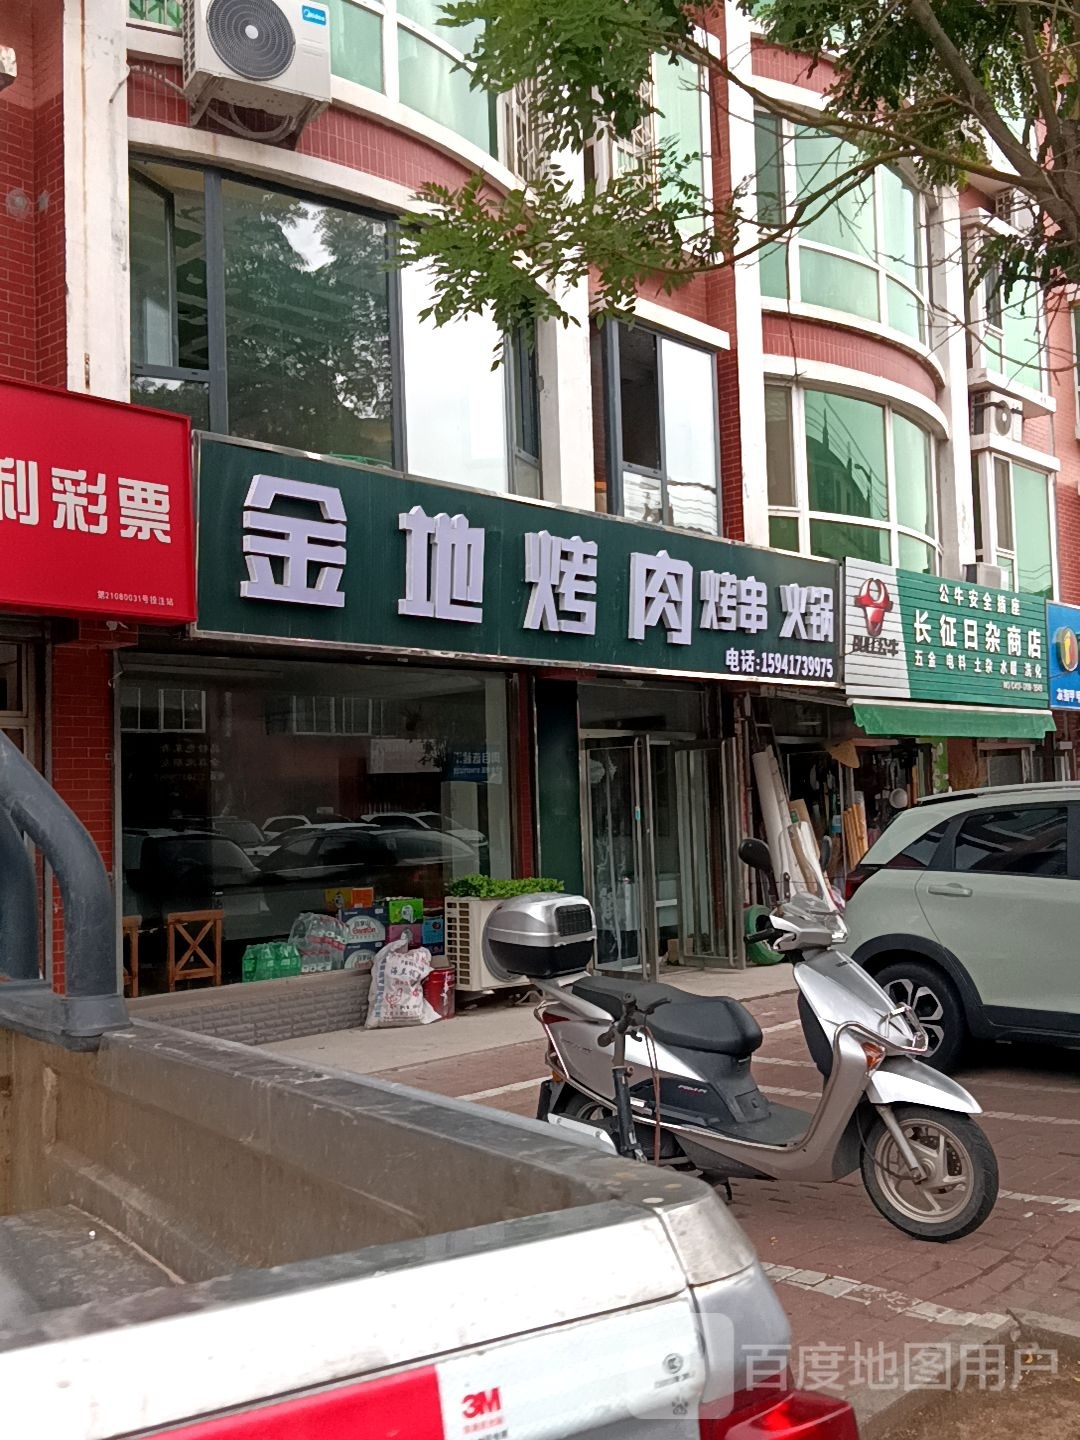 Midea
利彩票
第21080031号投注站
金地烤肉 烤串 火锅
电话:15941739975
公牛安全插座
长征日杂商店
五金 电料 土杂 水暖 洗化
3M
百度地图用户